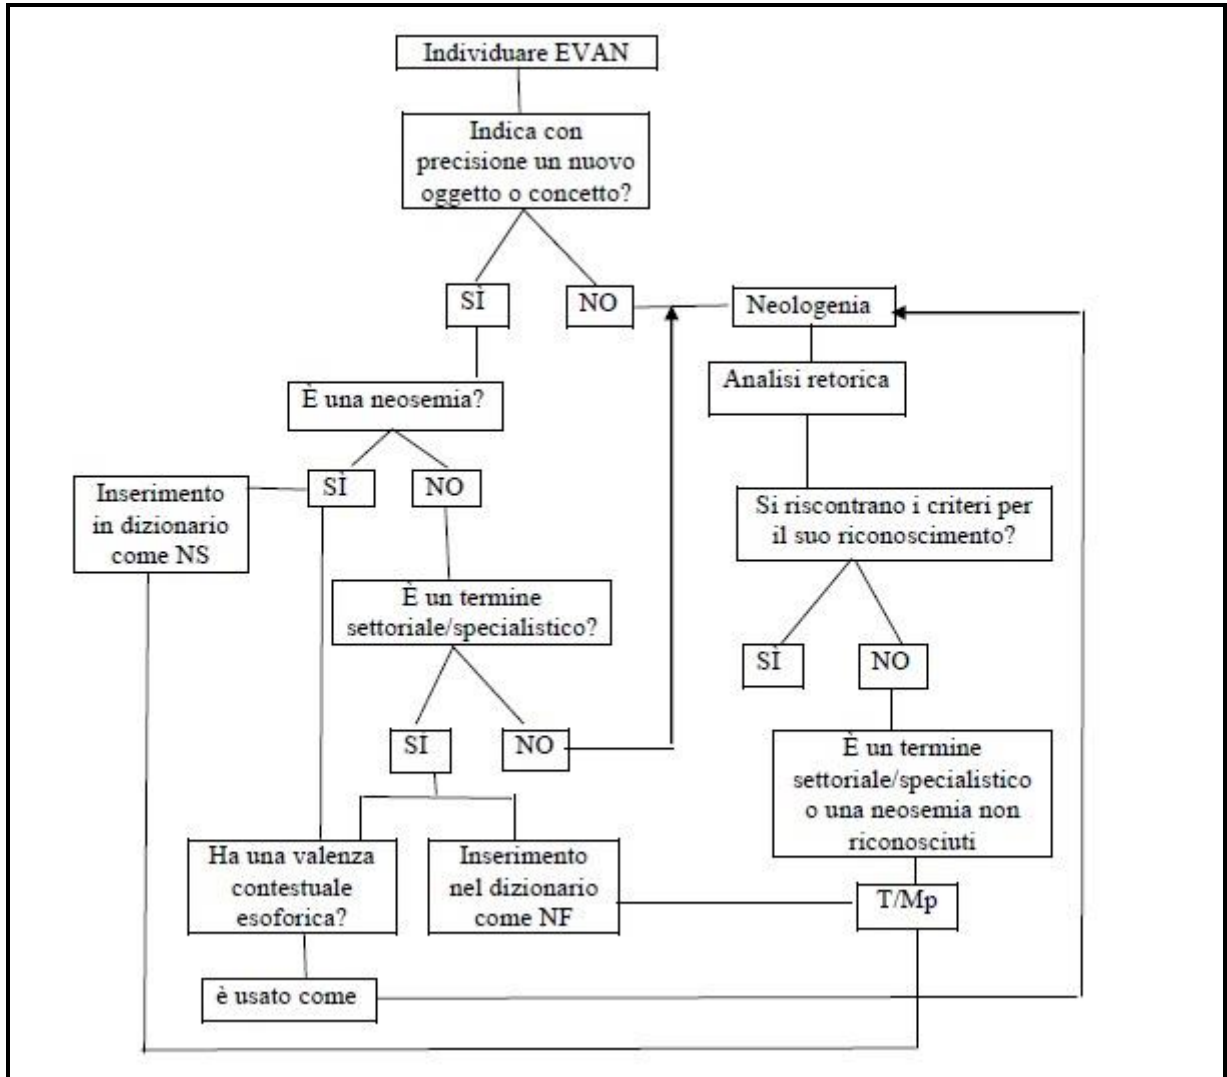 Individuare EVAN
Indica con
precisione un nuovo
oggetto o concetto?
SÌ
NO
Neologenia
Analisi retorica
È una neosemia?
SÌ
NO
Inserimento
in dizionario
come NS
Si riscontrano i criteri per
il suo riconoscimento?
È un termine
settoriale/specialistico?
SÌ
NO
SÌ
NO
È un termine
settoriale/specialistico
o una neosemia non
riconosciuti
Ha una valenza
contestuale
esoforica?
Inserimento
nel dizionario
come NF
T/Mp
è usato come